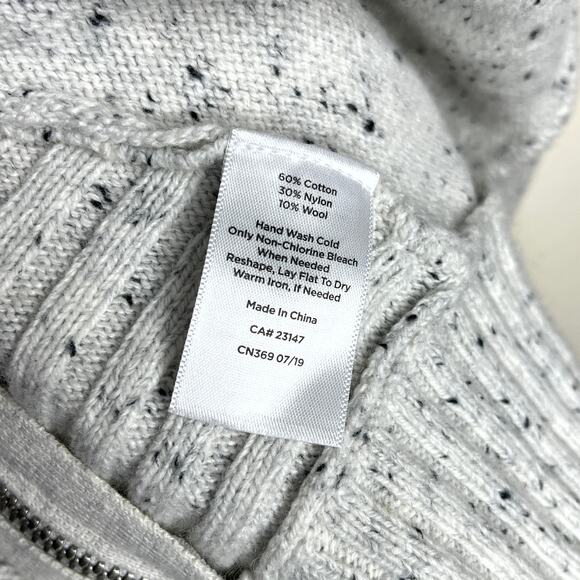 60% Cotton
30% Nylon
10% Wool
Hand Wash Cold
Only Non-Chlorine Bleach
When Needed
Reshape, Lay Flat To Dry
Warm Iron, If Needed
Made in China
CA# 23147
CN369 07/19